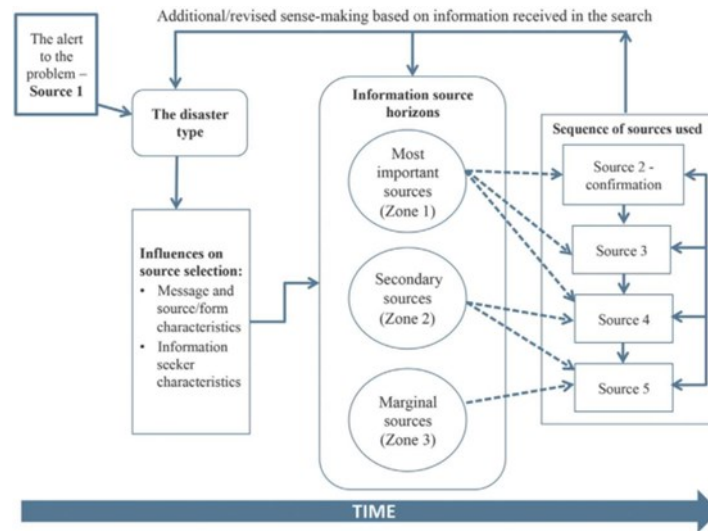 Additional/revised sense-making based on information received in the search
The alert
to the
problem –
Source 1
The disaster
type
Influences on
source selection:
• Message and
source/form
characteristics
• Information
seeker
characteristics
Information source
horizons
Most
important
sources
(Zone 1)
Secondary
sources
(Zone 2)
Marginal
sources
(Zone 3)
Sequence of sources used
Source 2 -
confirmation
Source 3
Source 4
Source 5
TIME